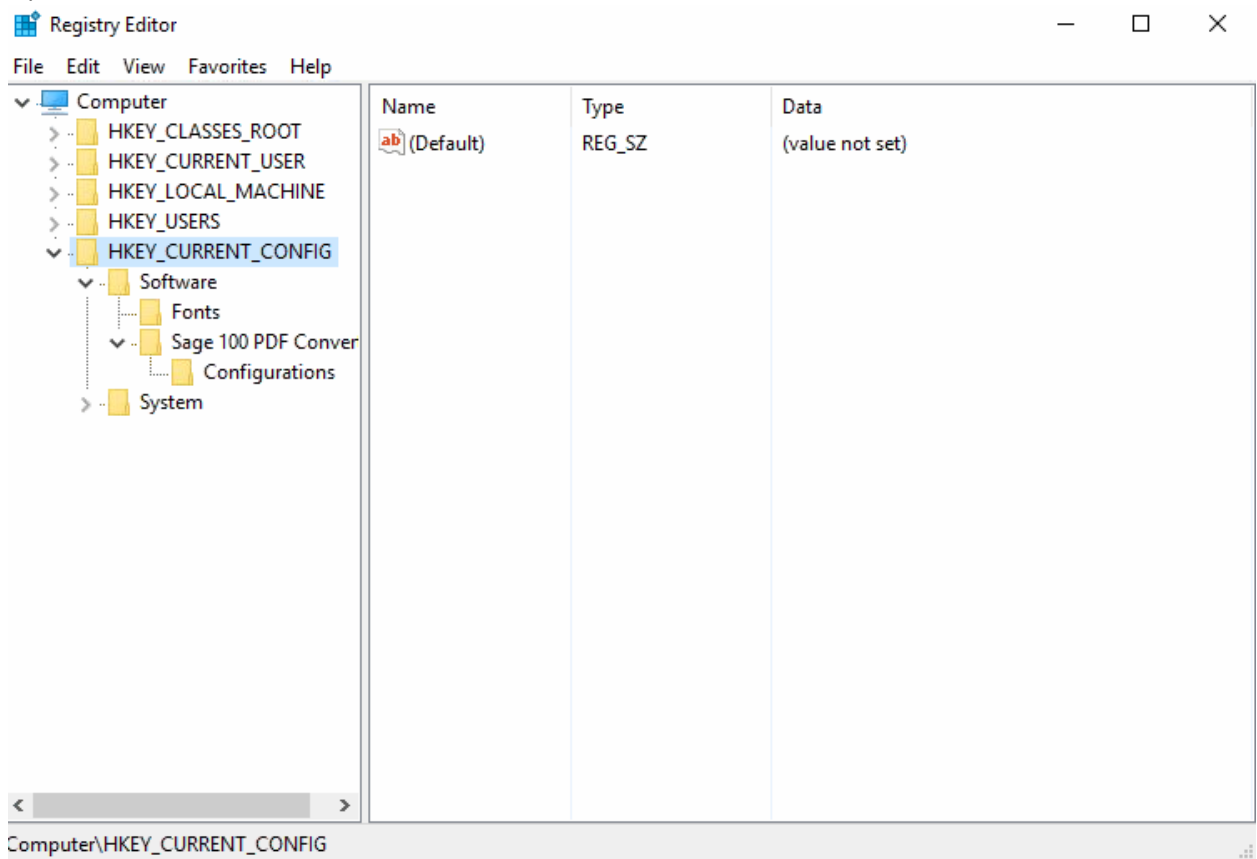 Registry Editor
File Edit View Favorites Help
Computer
HKEY_CLASSES_ROOT
HKEY_CURRENT_USER
HKEY_LOCAL_MACHINE
HKEY_USERS
HKEY_CURRENT_CONFIG
Software
Fonts
Sage 100 PDF Conver
Configurations
System
Name Type Data
ab (Default) REG_SZ (value not set)
Computer\HKEY_CURRENT_CONFIG